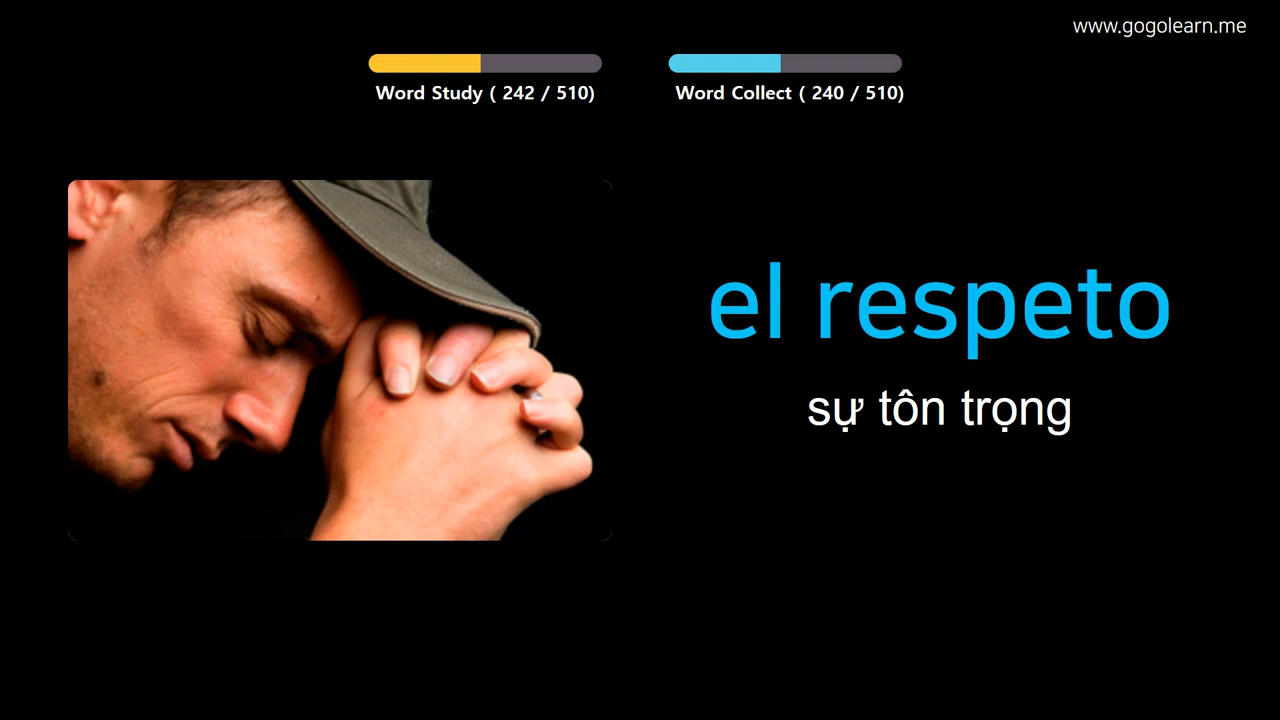 www.gogolearn.me
Word Study ( 242 / 510)
Word Collect ( 240 / 510)
el respeto
sự tôn trọng